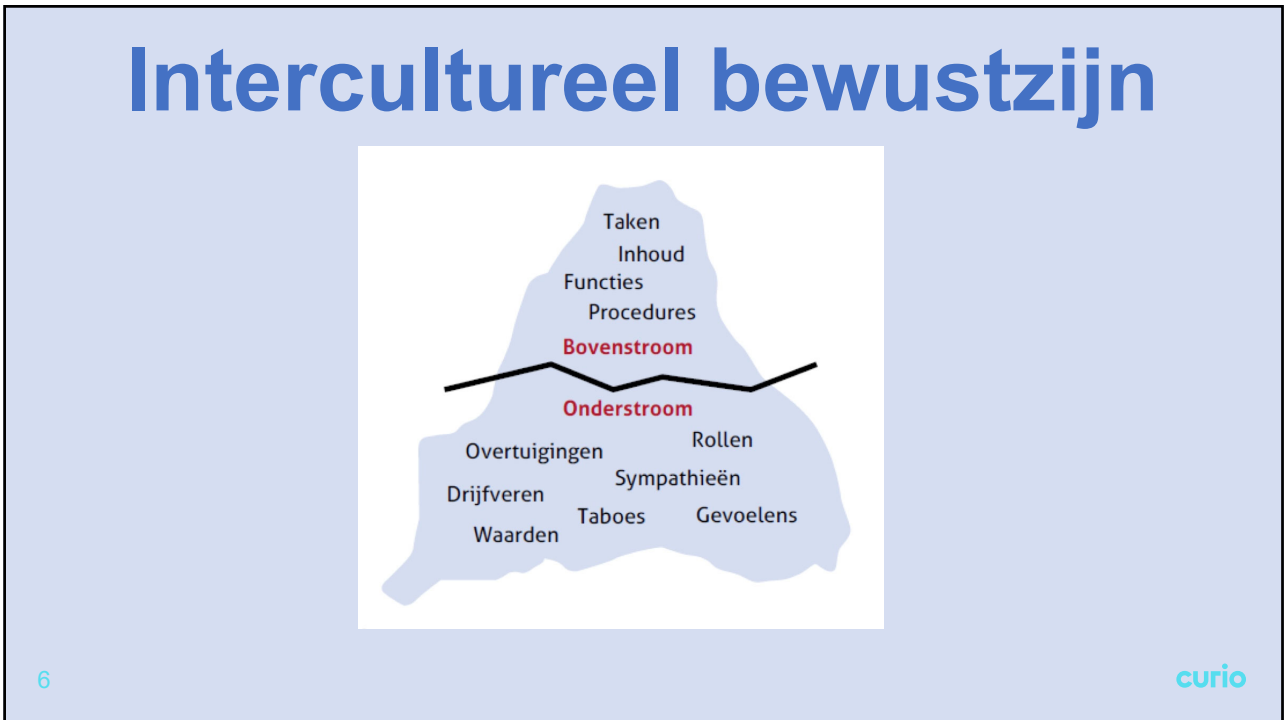 Intercultureel bewustzijn
Taken
Inhoud
Functies
Procedures
Bovenstroom
Onderstroom
Rollen
Overtuigingen
Sympathieën
Drijfveren
Taboes
Gevoelens
Waarden
6
curio